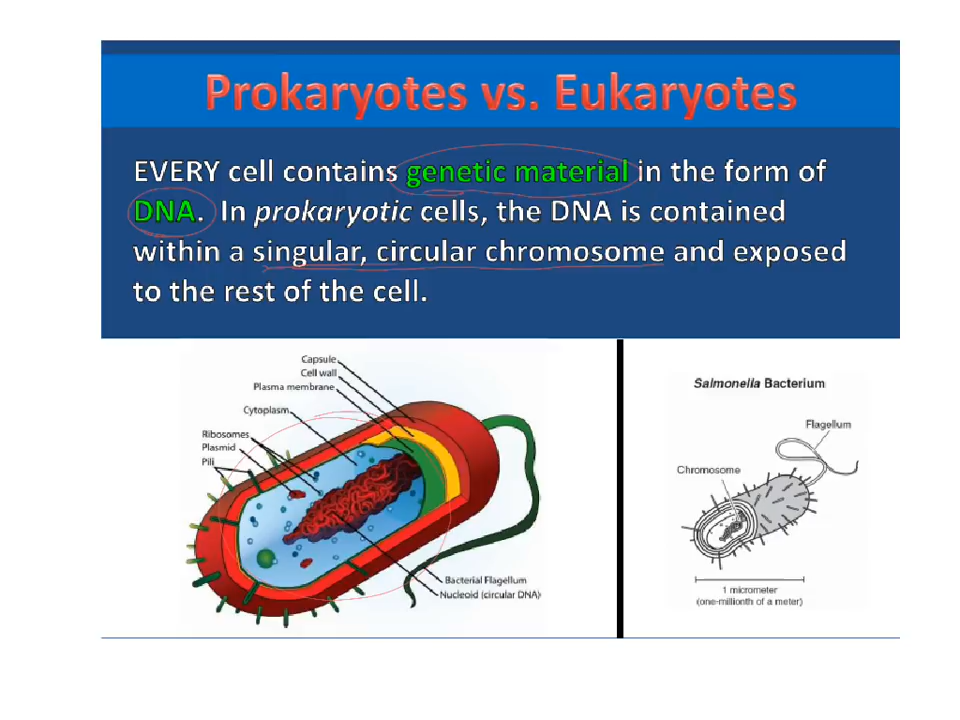 Prokaryotes vs. Eukaryotes
EVERY cell contains genetic material in the form of
DNA. In prokaryotic cells, the DNA is contained
within a singular, circular chromosome and exposed
to the rest of the cell.
Capsule
Cell wall
Plasma membrane
Cytoplasm
Ribosomes
Plasmid
Pili
Bacterial Flagellum
Nucleoid (circular DNA)
Salmonella Bacterium
Flagellum
Chromosome
1 micrometer
(one-millionth of a meter)